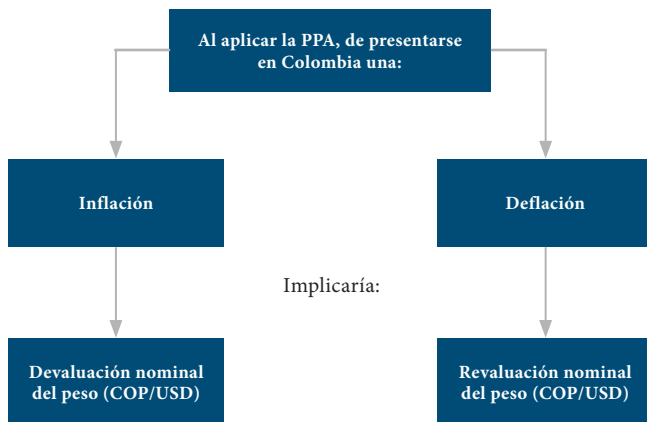 Al aplicar la PPA, de presentarse
en Colombia una:
Inflación
Deflación
Implicaría:
Devaluación nominal
del peso (COP/USD)
Revaluación nominal
del peso (COP/USD)